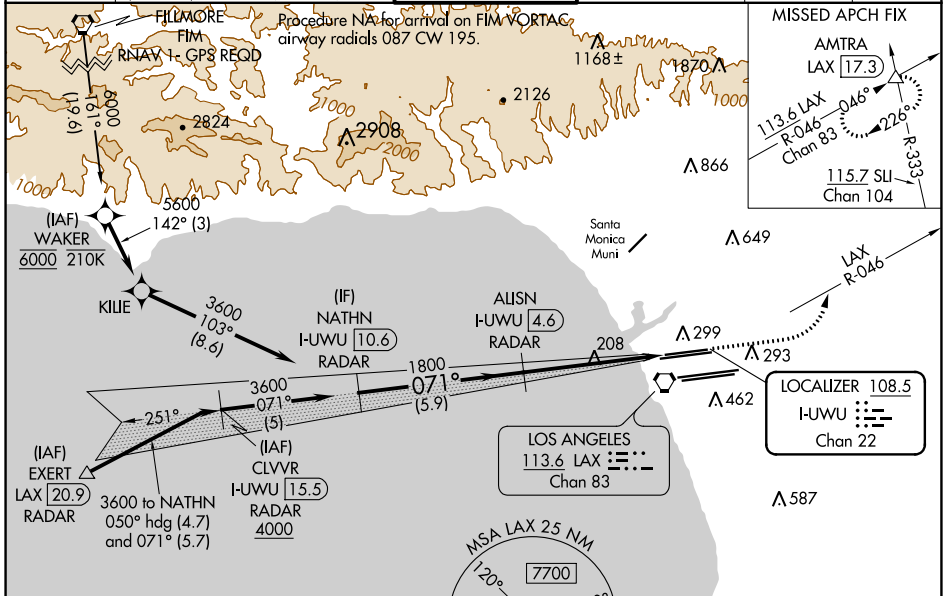 FILLMORE
FIM
RNAV 1- GPS REQD
Procedure NA for arrival on FIM VORTAC
airway radials 087 CW 195.
6000
T61
(19.6)
1168±
1870
1000
2824
2126
2908
1000
2000
1000
866
649
MISSED APCH FIX
AMTRA
LAX 17.3
113.6 LAX
R-046
Chan 83
046°
226°
R-333
115.7 SLI
Chan 104
(IAF)
WAKER
6000 210K
5600
142° (3)
KILIE
3600
103°
(8.6)
Santa
Monica
Muni
LAX
R-046
(IF)
NATHN
I-UWU 10.6
RADAR
ALISN
I-UWU 4.6
RADAR
208
299
293
462
587
1800
071°
(5.9)
3600
071°
(5)
251°
(IAF)
EXERT
LAX 20.9
RADAR
(IAF)
CLVVR
I-UWU 15.5
RADAR
4000
3600 to NATHN
050° hdg (4.7)
and 071° (5.7)
LOS ANGELES
113.6 LAX
Chan 83
LOCALIZER 108.5
I-UWU
Chan 22
MSA LAX 25 NM
120°
7700